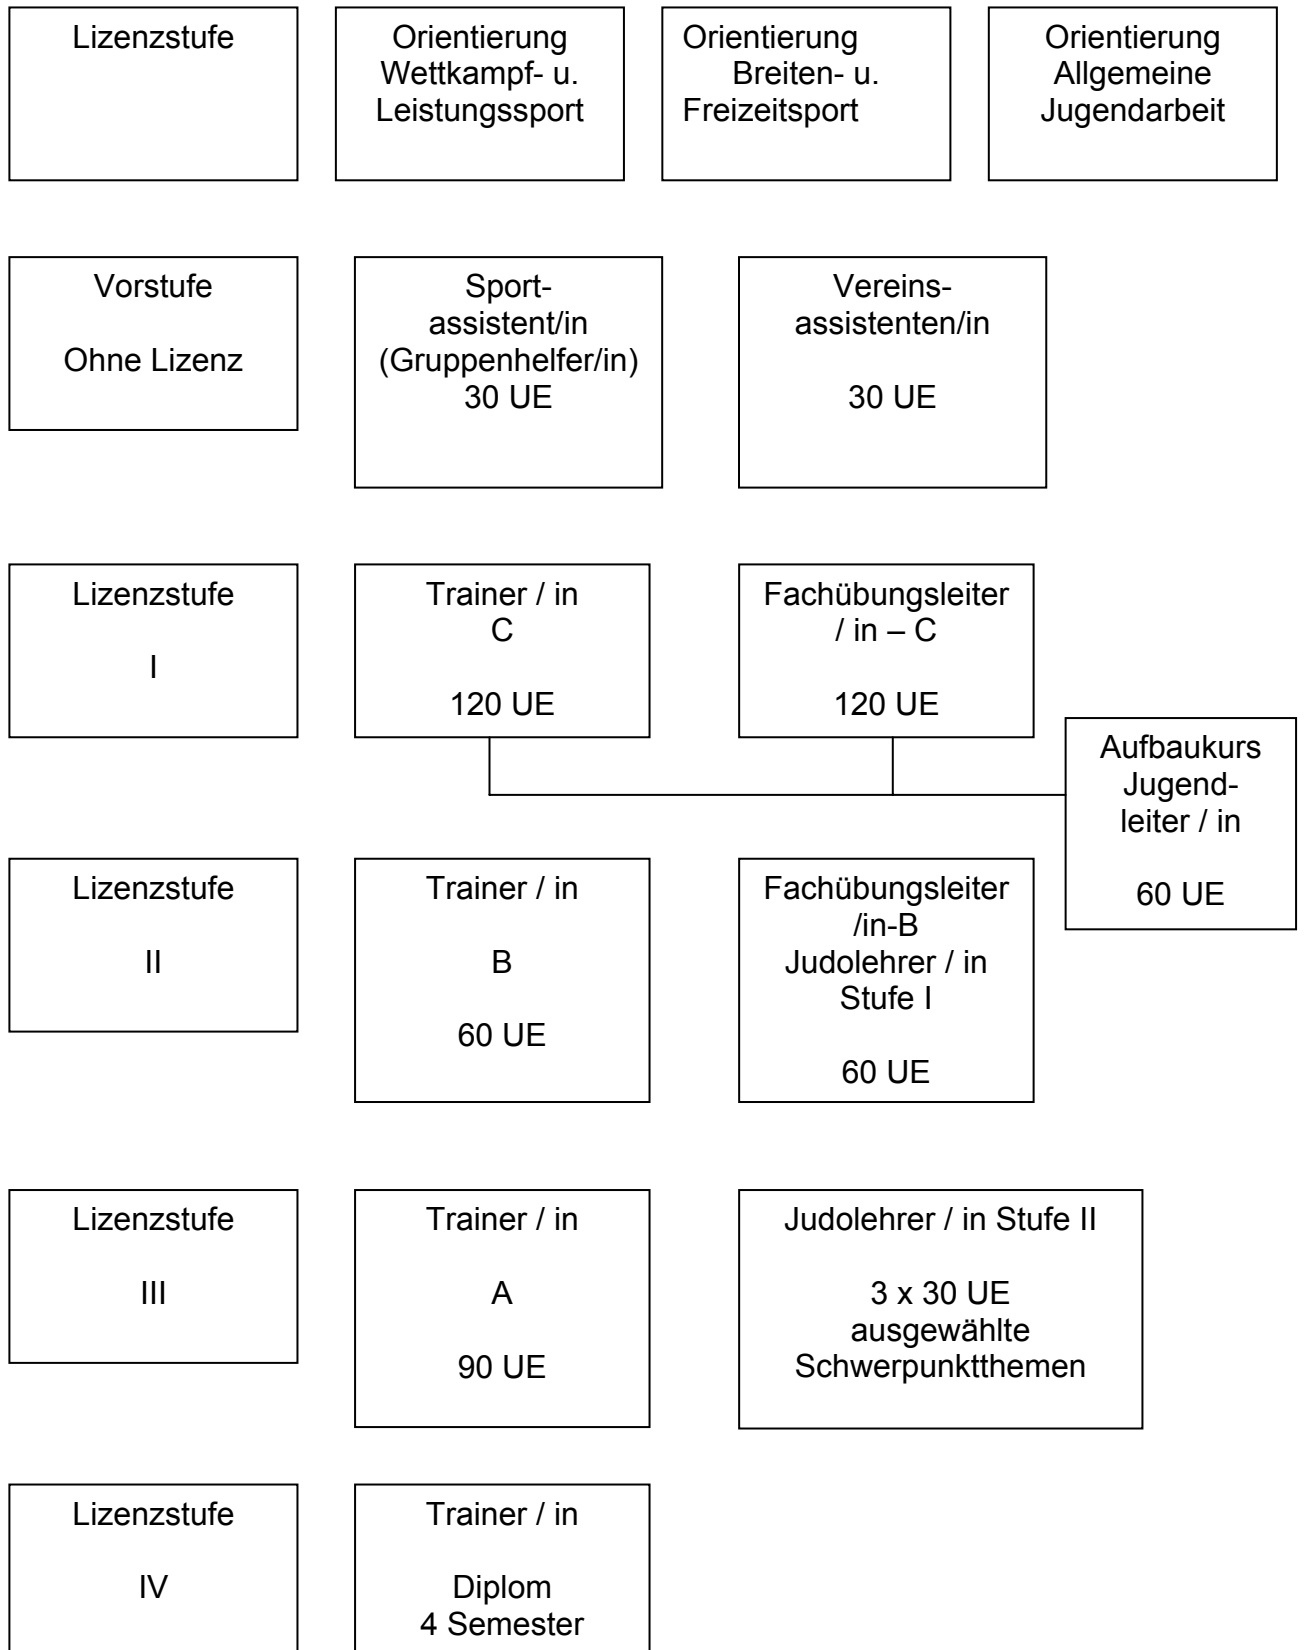 Lizenzstufe
Orientierung
Wettkampf- u.
Leistungssport
Orientierung
Breiten- u.
Freizeitsport
Orientierung
Allgemeine
Jugendarbeit
Vorstufe
Ohne Lizenz
Sport-
assistent/in
(Gruppenhelfer/in)
30 UE
Vereins-
assistenten/in
30 UE
Lizenzstufe
I
Trainer / in
C
120 UE
Fachübungsleiter
/ in – C
120 UE
Aufbaukurs
Jugend-
leiter / in
60 UE
Lizenzstufe
II
Trainer / in
B
60 UE
Fachübungsleiter
/in-B
Judolehrer / in
Stufe I
60 UE
Lizenzstufe
III
Trainer / in
A
90 UE
Judolehrer / in Stufe II
3 x 30 UE
ausgewählte
Schwerpunktthemen
Lizenzstufe
IV
Trainer / in
Diplom
4 Semester